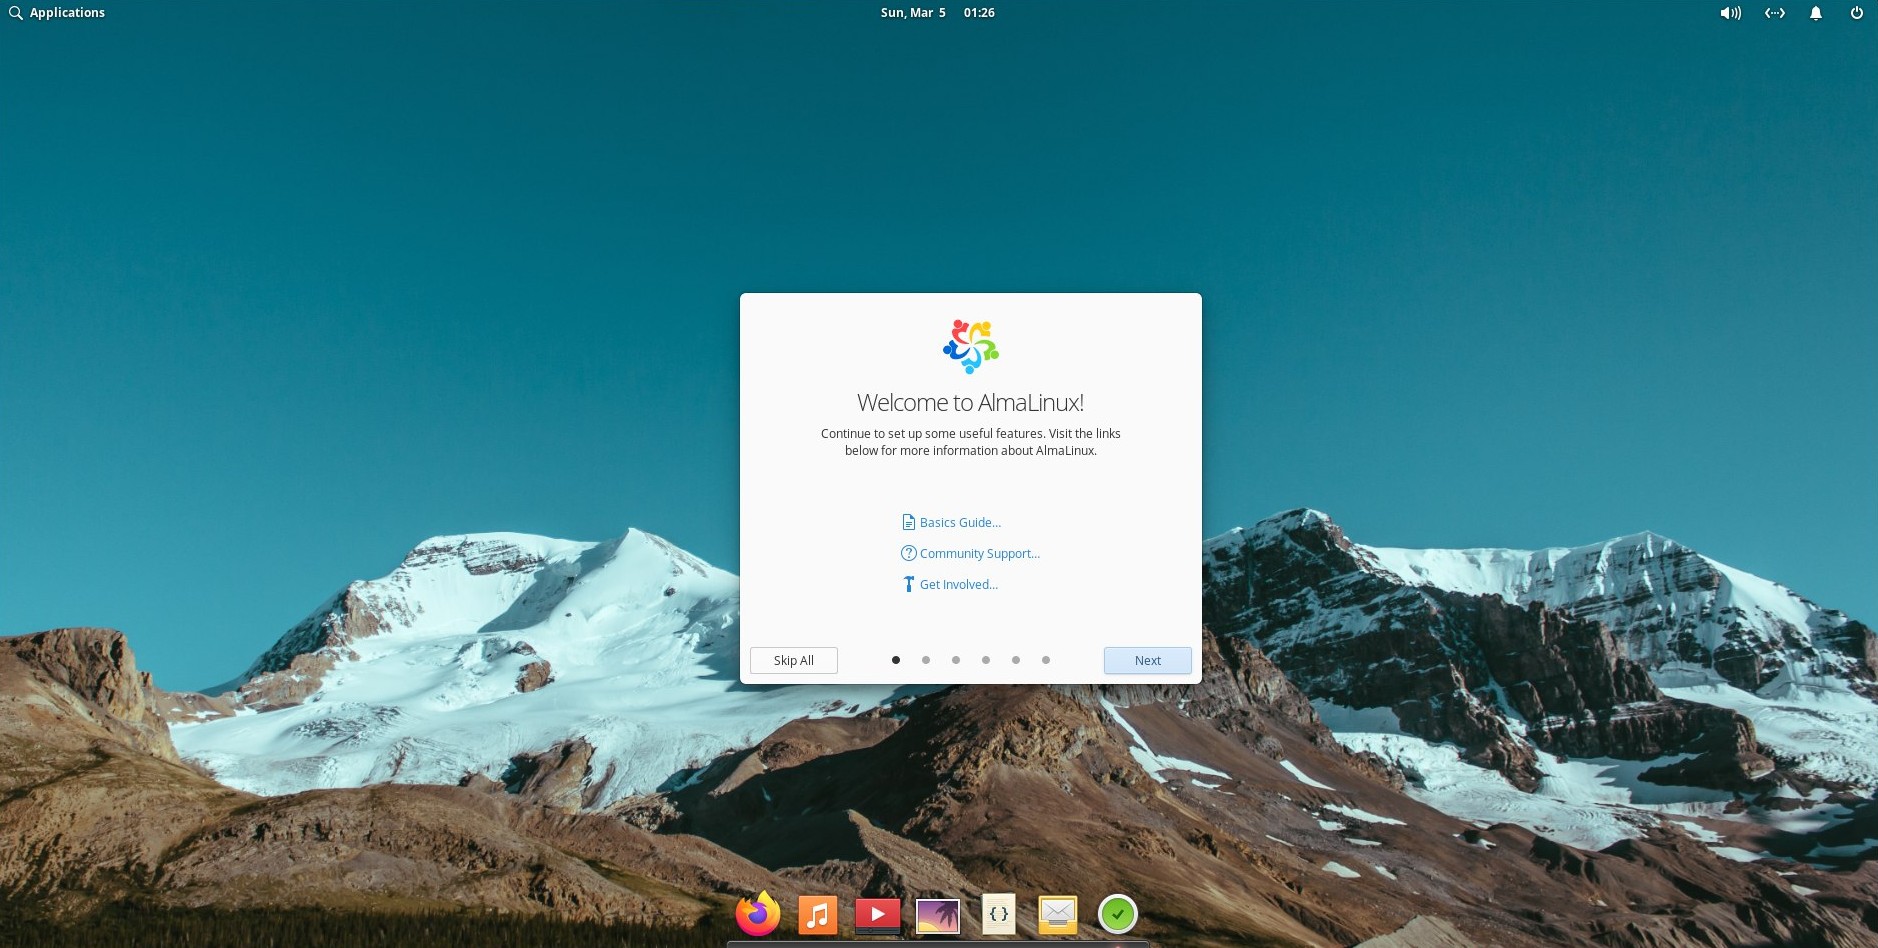 Applications
Sun, Mar 5 01:26
Welcome to AlmaLinux!
Continue to set up some useful features. Visit the links
below for more information about AlmaLinux.
Basics Guide...
Community Support...
Get Involved...
Skip All
Next